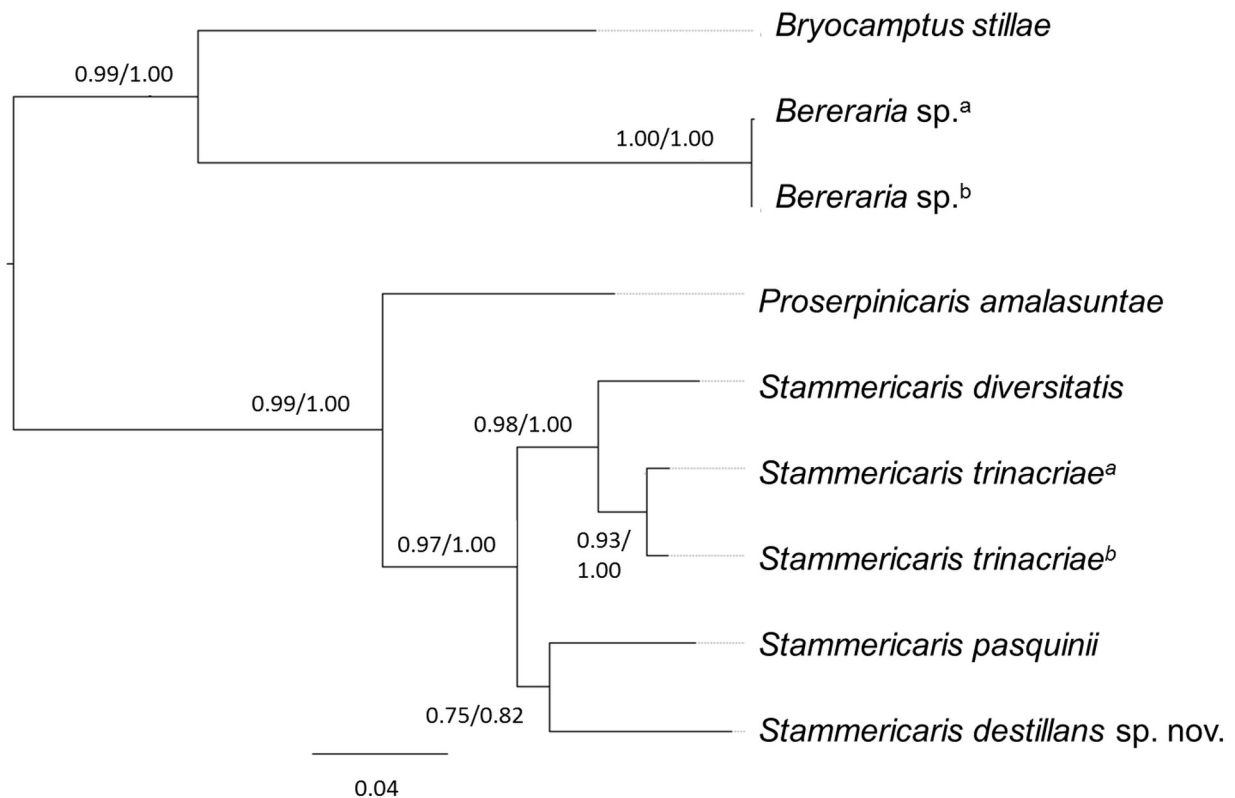 Bryocamptus stillae
0.99/1.00
Bereraria sp.ᵃ
1.00/1.00
Bereraria sp.ᵇ
Proserpinicaris amalasuntae
Stammericaris diversitatis
0.99/1.00
0.98/1.00
Stammericaris trinacriaeᵃ
0.97/1.00
0.93/
1.00
Stammericaris trinacriaeᵇ
Stammericaris pasquinii
0.75/0.82
Stammericaris destillans sp. nov.
0.04